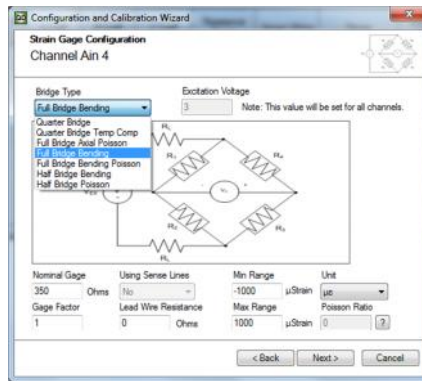 Configuration and Calibration Wizard
Strain Gage Configuration
Channel Ain 4
Bridge Type
Excitation Voltage
Full Bridge Bending
3
Note: This value will be set for all channels.
Quarter Bridge
Quarter Bridge Temp Comp
Full Bridge Axial Poisson
Full Bridge Bending
Full Bridge Bending Poisson
Half Bridge Bending
Half Bridge Poisson
Nominal Gage
Using Sense Lines
Min Range
Unit
350 Ohms
No
-1000 µStrain
µe
Gage Factor
Lead Wire Resistance
Max Range
Poisson Ratio
1
0 Ohms
1000 µStrain
0
?
< Back
Next >
Cancel